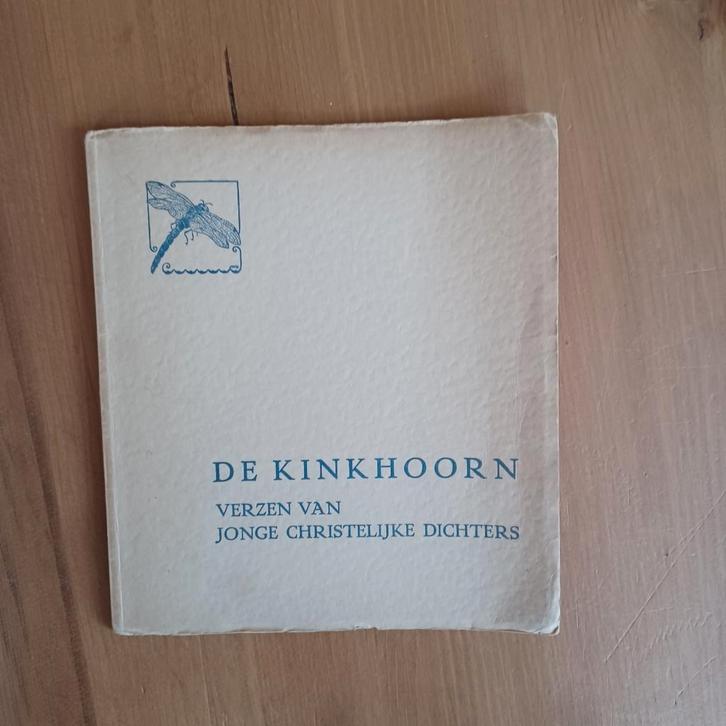 DE KINKHOORN
VERZEN VAN
JONGE CHRISTELIJKE DICHTERS